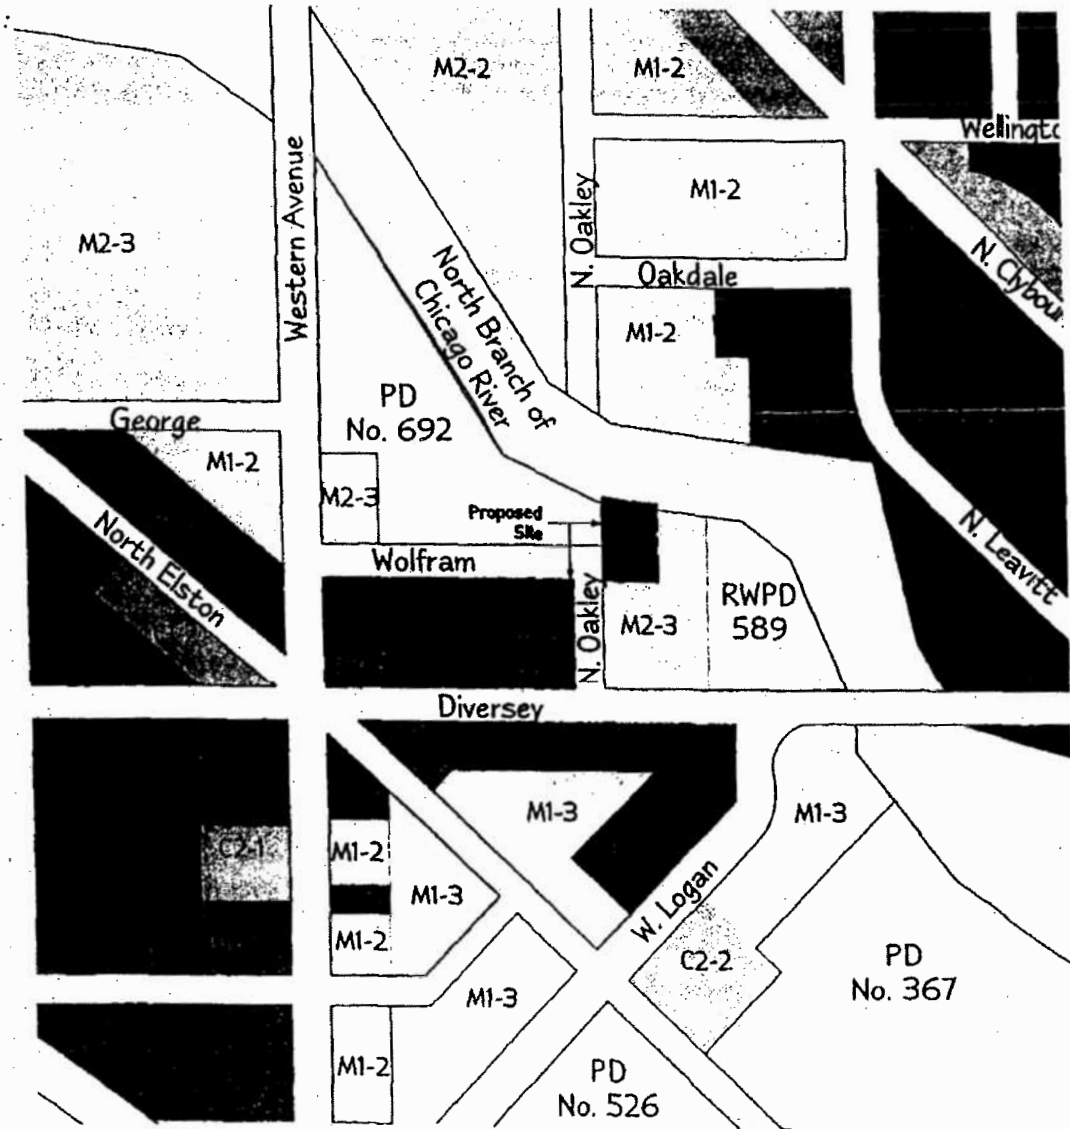 M2-2
M1-2
Wellingto
M1-2
M2-3
Western Avenue
N. Oakley
N. Clybour
Oakdale
North Branch of
Chicago River
M1-2
PD
No. 692
George
M1-2
M2-3
Proposed
Site
North Elston
Wolfram
N. Leavitt
N. Oakley
M2-3
RWPD
589
Diversey
M1-3
M1-3
C2-1
M1-2
M1-3
W. Logan
M1-2
C2-2
PD
No. 367
M1-3
M1-2
PD
No. 526